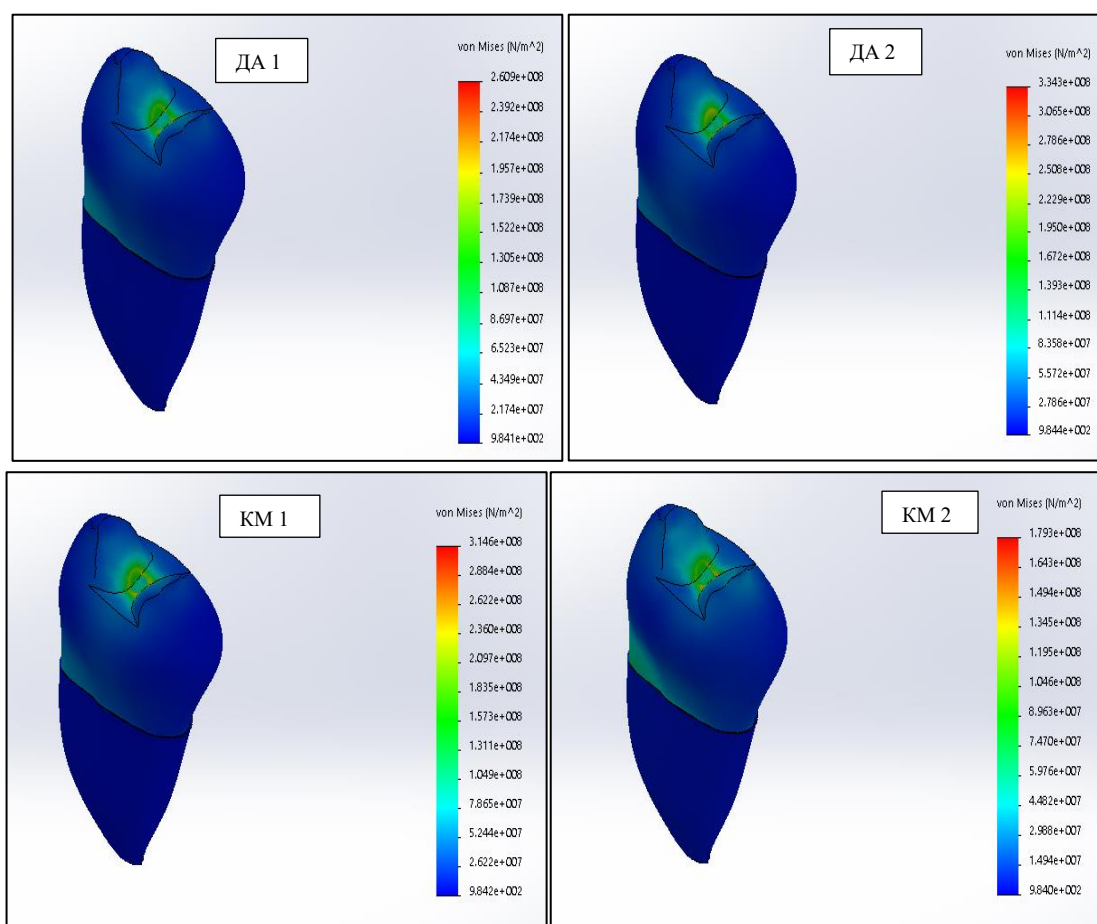 ДА 1
von Mises (N/m^2)
2.609e+008
2.392e+008
2.174e+008
1.957e+008
1.739e+008
1.522e+008
1.305e+008
1.087e+008
8.697e+007
6.523e+007
4.349e+007
2.174e+007
9.841e+002
ДА 2
von Mises (N/m^2)
3.343e+008
3.065e+008
2.786e+008
2.508e+008
2.229e+008
1.950e+008
1.672e+008
1.393e+008
1.114e+008
8.358e+007
5.572e+007
2.786e+007
9.844e+002
КМ 1
von Mises (N/m^2)
3.146e+008
2.884e+008
2.622e+008
2.360e+008
2.097e+008
1.835e+008
1.573e+008
1.311e+008
1.049e+008
7.865e+007
5.244e+007
2.622e+007
9.842e+002
КМ 2
von Mises (N/m^2)
1.793e+008
1.643e+008
1.494e+008
1.345e+008
1.195e+008
1.046e+008
8.963e+007
7.470e+007
5.976e+007
4.482e+007
2.988e+007
1.494e+007
9.840e+002